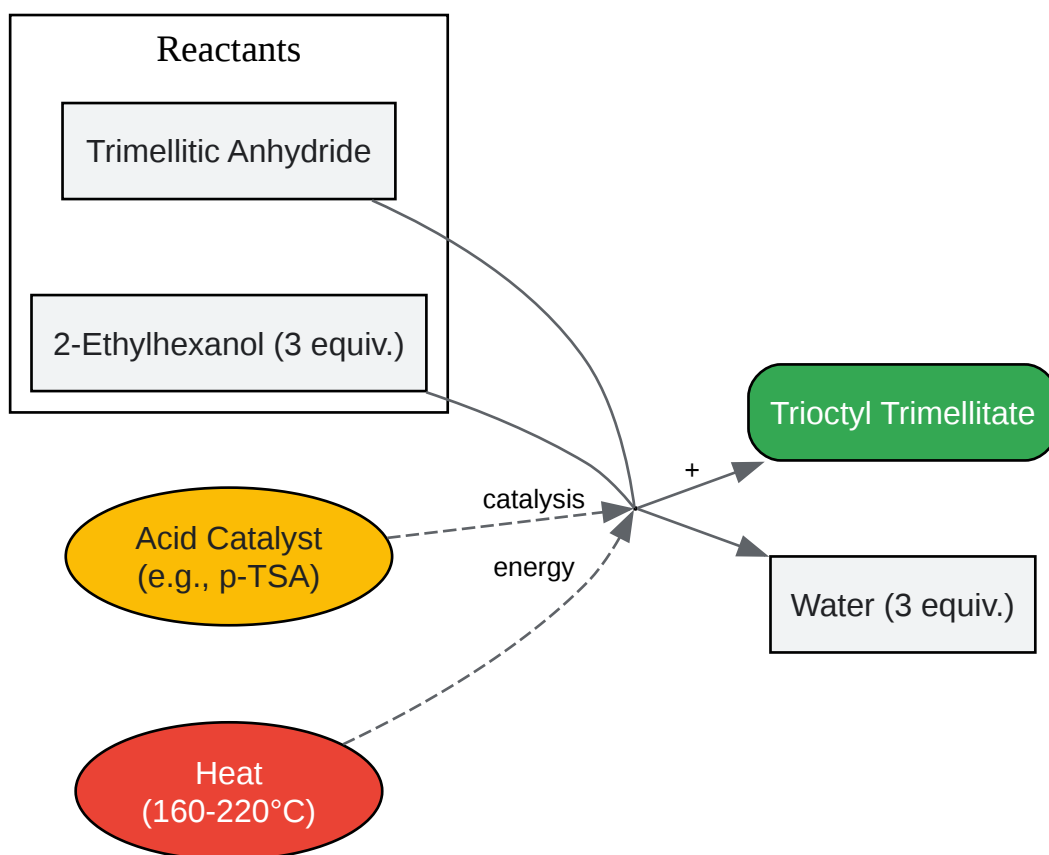 Reactants
Trimellitic Anhydride
2-Ethylhexanol (3 equiv.)
Acid Catalyst
(e.g., p-TSA)
catalysis
energy
Heat
(160-220°C)
+
Trioctyl Trimellitate
Water (3 equiv.)